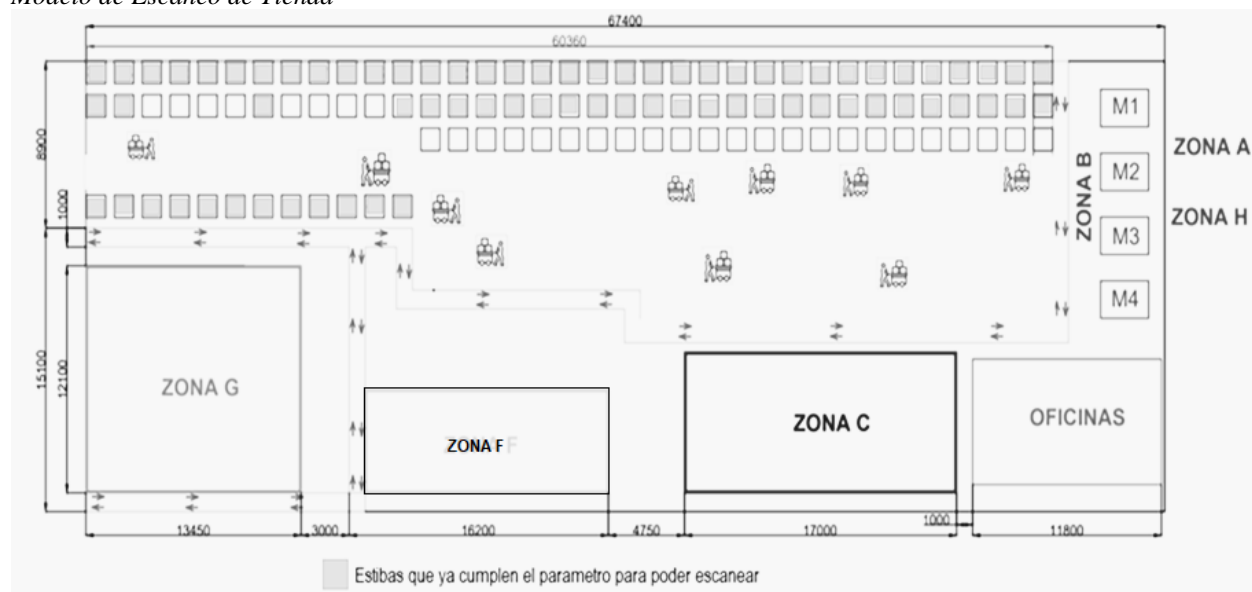 Modelo de Escaneo de Tienda
67400
60360
M1
8900
ZONA A
M2
ZONA B
1000
ZONA H
M3
M4
15100
12100
ZONA G
ZONA F
ZONA C
OFICINAS
13450
3000
16200
4750
17000
1000
11800
Estibas que ya cumplen el parametro para poder escanear